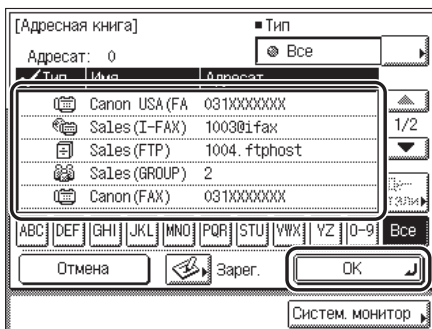 [Адресная книга] ■ Тип
Адресат: 0 Все
Тип Имя Адресат
Canon USA(FA 031XXXXXXX
Sales(I-FAX) 1003@ifax
Sales(FTP) 1004.ftphost
Sales(GROUP) 2
Canon(FAX) 031XXXXXXX
1/2
ABC DEF GHI JKL MNO PQR STU VWX YZ 0-9 Все
Отмена Зарег. OK
Систем. монитор